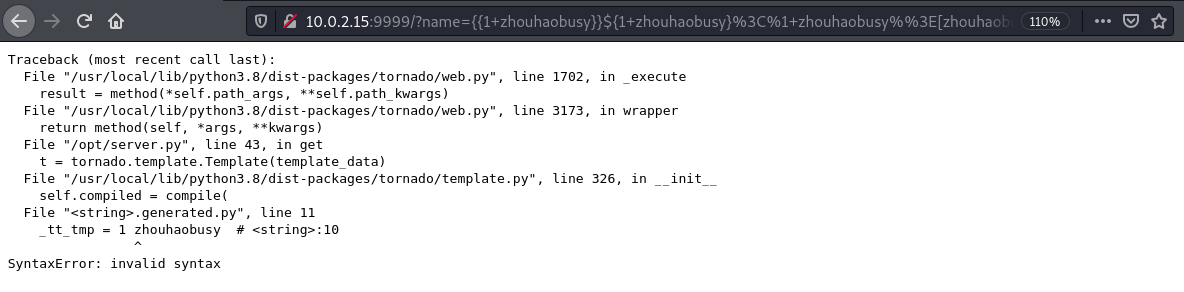 10.0.2.15:9999/?name={{1+zhouhaobusy}}${1+zhouhaobusy}%3C%1+zhouhaobusy%%3E[zhouhaob
110%
Traceback (most recent call last):
  File "/usr/local/lib/python3.8/dist-packages/tornado/web.py", line 1702, in _execute
    result = method(*self.path_args, **self.path_kwargs)
  File "/usr/local/lib/python3.8/dist-packages/tornado/web.py", line 3173, in wrapper
    return method(self, *args, **kwargs)
  File "/opt/server.py", line 43, in get
    t = tornado.template.Template(template_data)
  File "/usr/local/lib/python3.8/dist-packages/tornado/template.py", line 326, in __init__
    self.compiled = compile(
  File "<string>.generated.py", line 11
    _tt_tmp = 1 zhouhaobusy  # <string>:10
                ^
SyntaxError: invalid syntax